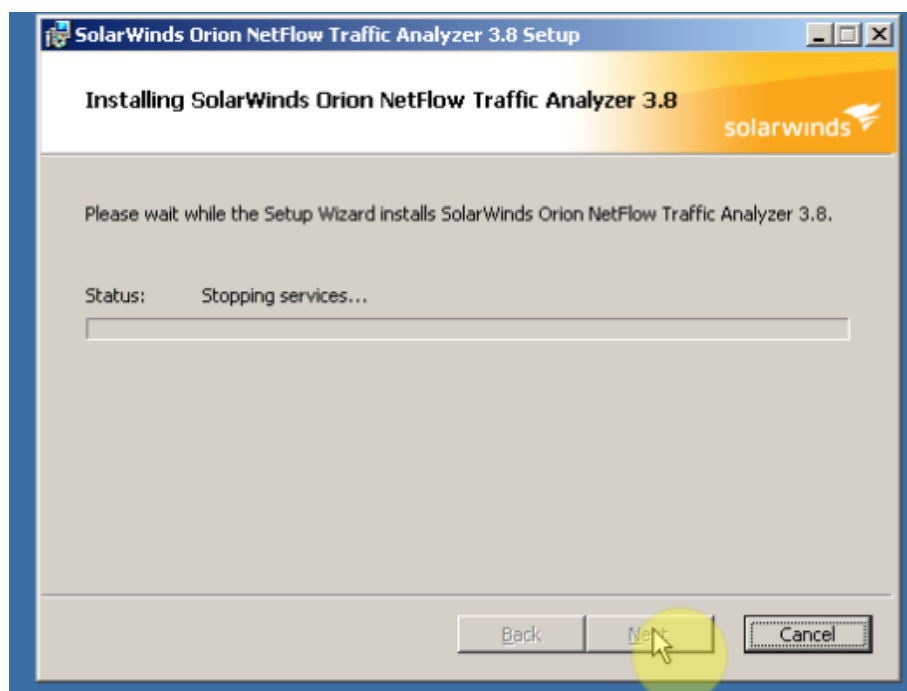 SolarWinds Orion NetFlow Traffic Analyzer 3.8 Setup
Installing SolarWinds Orion NetFlow Traffic Analyzer 3.8
solarwinds
Please wait while the Setup Wizard installs SolarWinds Orion NetFlow Traffic Analyzer 3.8.
Status: Stopping services...
Back Next Cancel